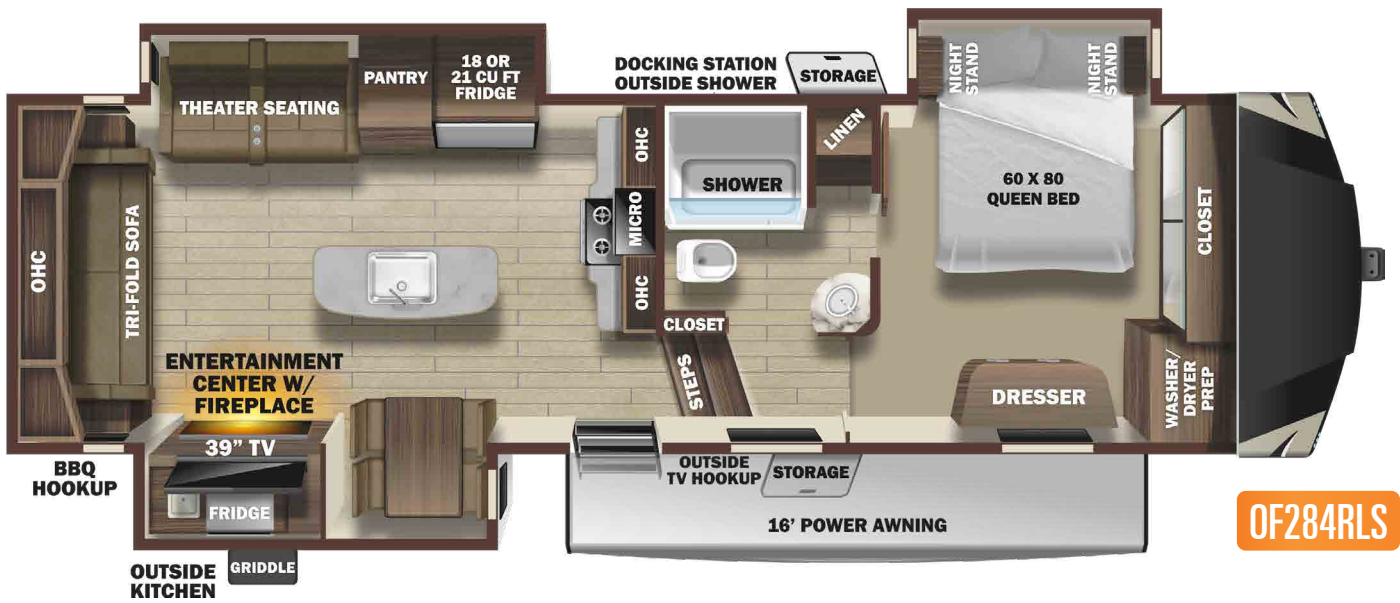 DOCKING STATION
OUTSIDE SHOWER
STORAGE
NIGHT
STAND
NIGHT
STAND
THEATER SEATING
PANTRY
18 OR
21 CU FT
FRIDGE
OHC
TRI-FOLD SOFA
OHC
MICRO
OHC
SHOWER
LINEN
60 X 80
QUEEN BED
CLOSET
CLOSET
STEPS
ENTERTAINMENT
CENTER W/
FIREPLACE
39” TV
DRESSER
WASHER/
DRYER
PREP
BBQ
HOOKUP
FRIDGE
OUTSIDE
TV HOOKUP
STORAGE
16’ POWER AWNING
OUTSIDE
KITCHEN
GRIDDLE
OF284RLS